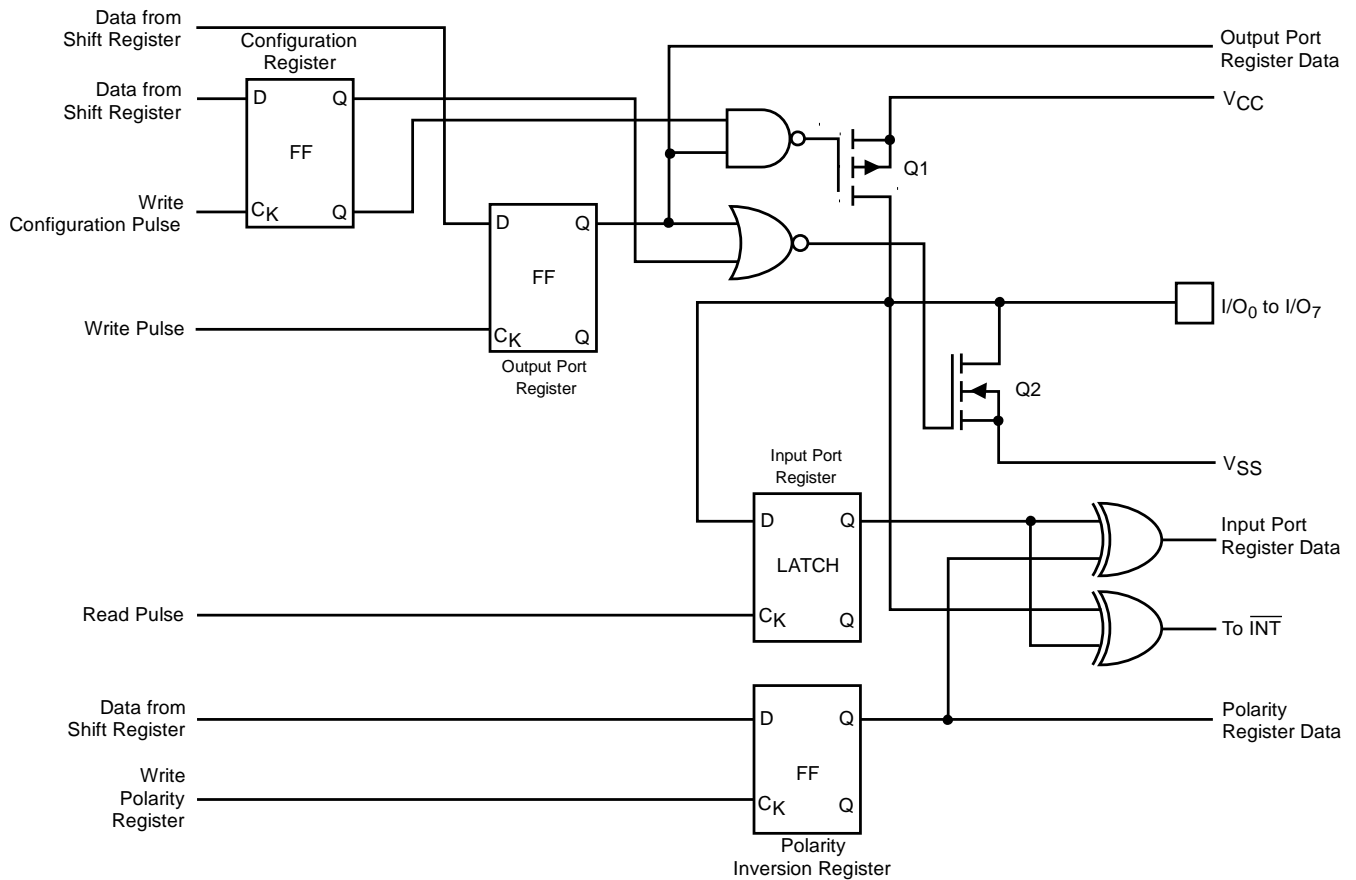 Data from
Shift Register
Configuration
Register
Output Port
Register Data
Data from
Shift Register
D
Q
FF
VCC
Q1
Write
Configuration Pulse
CK
Q
D
Q
FF
I/O0 to I/O7
Write Pulse
CK
Q
Output Port
Register
Q2
Input Port
Register
VSS
D
Q
LATCH
Input Port
Register Data
Read Pulse
CK
Q
To INT
Data from
Shift Register
D
Q
Polarity
Register Data
FF
Write
Polarity
Register
CK
Q
Polarity
Inversion Register